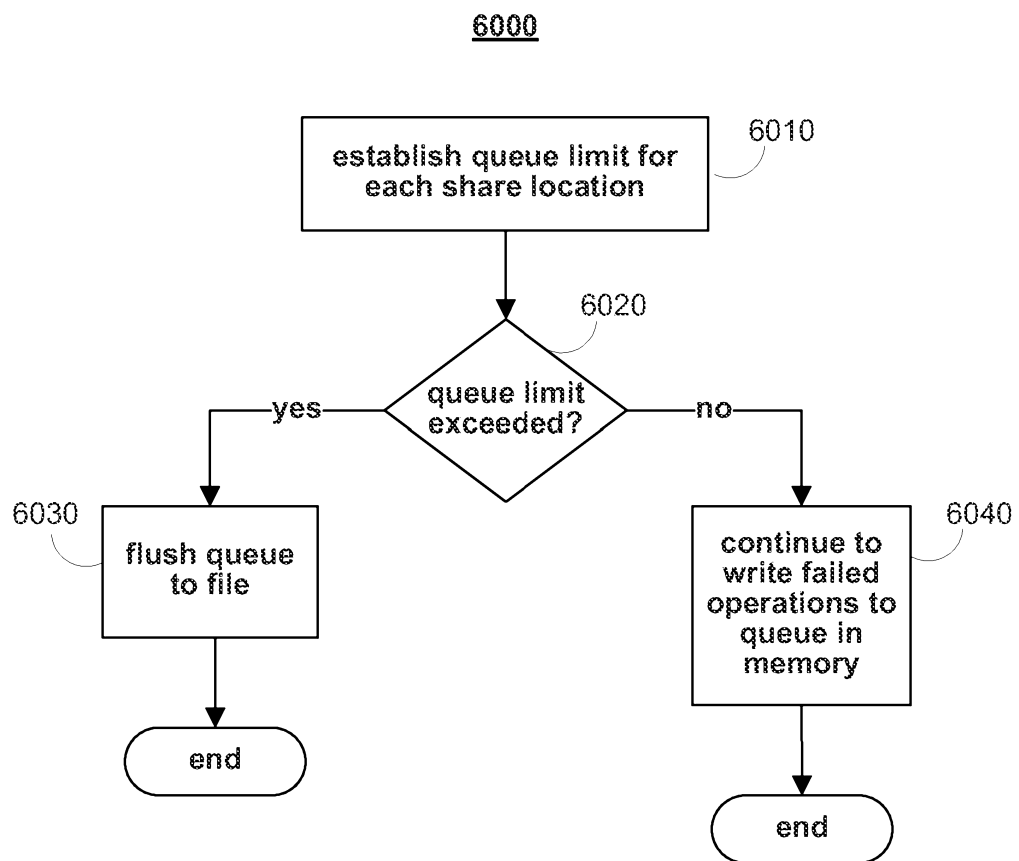 6000
6010
establish queue limit for
each share location
6020
queue limit
exceeded?
yes
no
6030
flush queue
to file
6040
continue to
write failed
operations to
queue in
memory
end
end